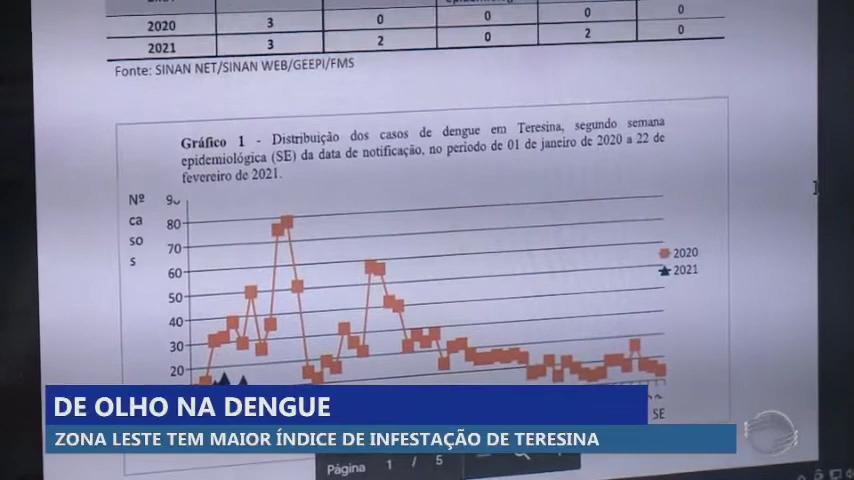 2020 3 0 0 0 0
2021 3 2 0 2 0
Fonte: SINAN NET/SINAN WEB/GEEPI/FMS
Gráfico 1 - Distribuição dos casos de dengue em Teresina, segundo semana
epidemiológica (SE) da data de notificação, no periodo de 01 de janeiro de 2020 a 22 de
fevereiro de 2021.
Nº
ca
so
s
80
70
60
50
40
30
20
2020
2021
SE
DE OLHO NA DENGUE
ZONA LESTE TEM MAIOR ÍNDICE DE INFESTAÇÃO DE TERESINA
Página 1 / 5